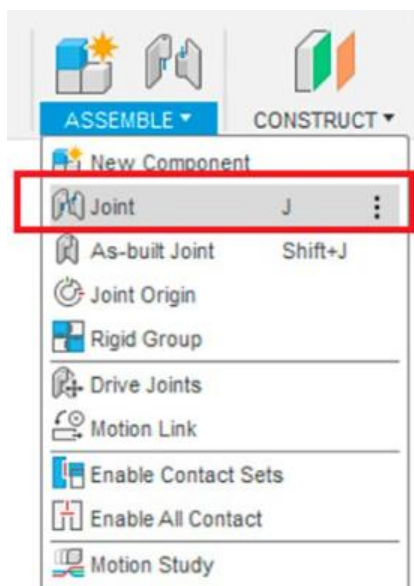 ASSEMBLE ▼ CONSTRUCT ▼
New Component
Joint J
As-built Joint Shift+J
Joint Origin
Rigid Group
Drive Joints
Motion Link
Enable Contact Sets
Enable All Contact
Motion Study